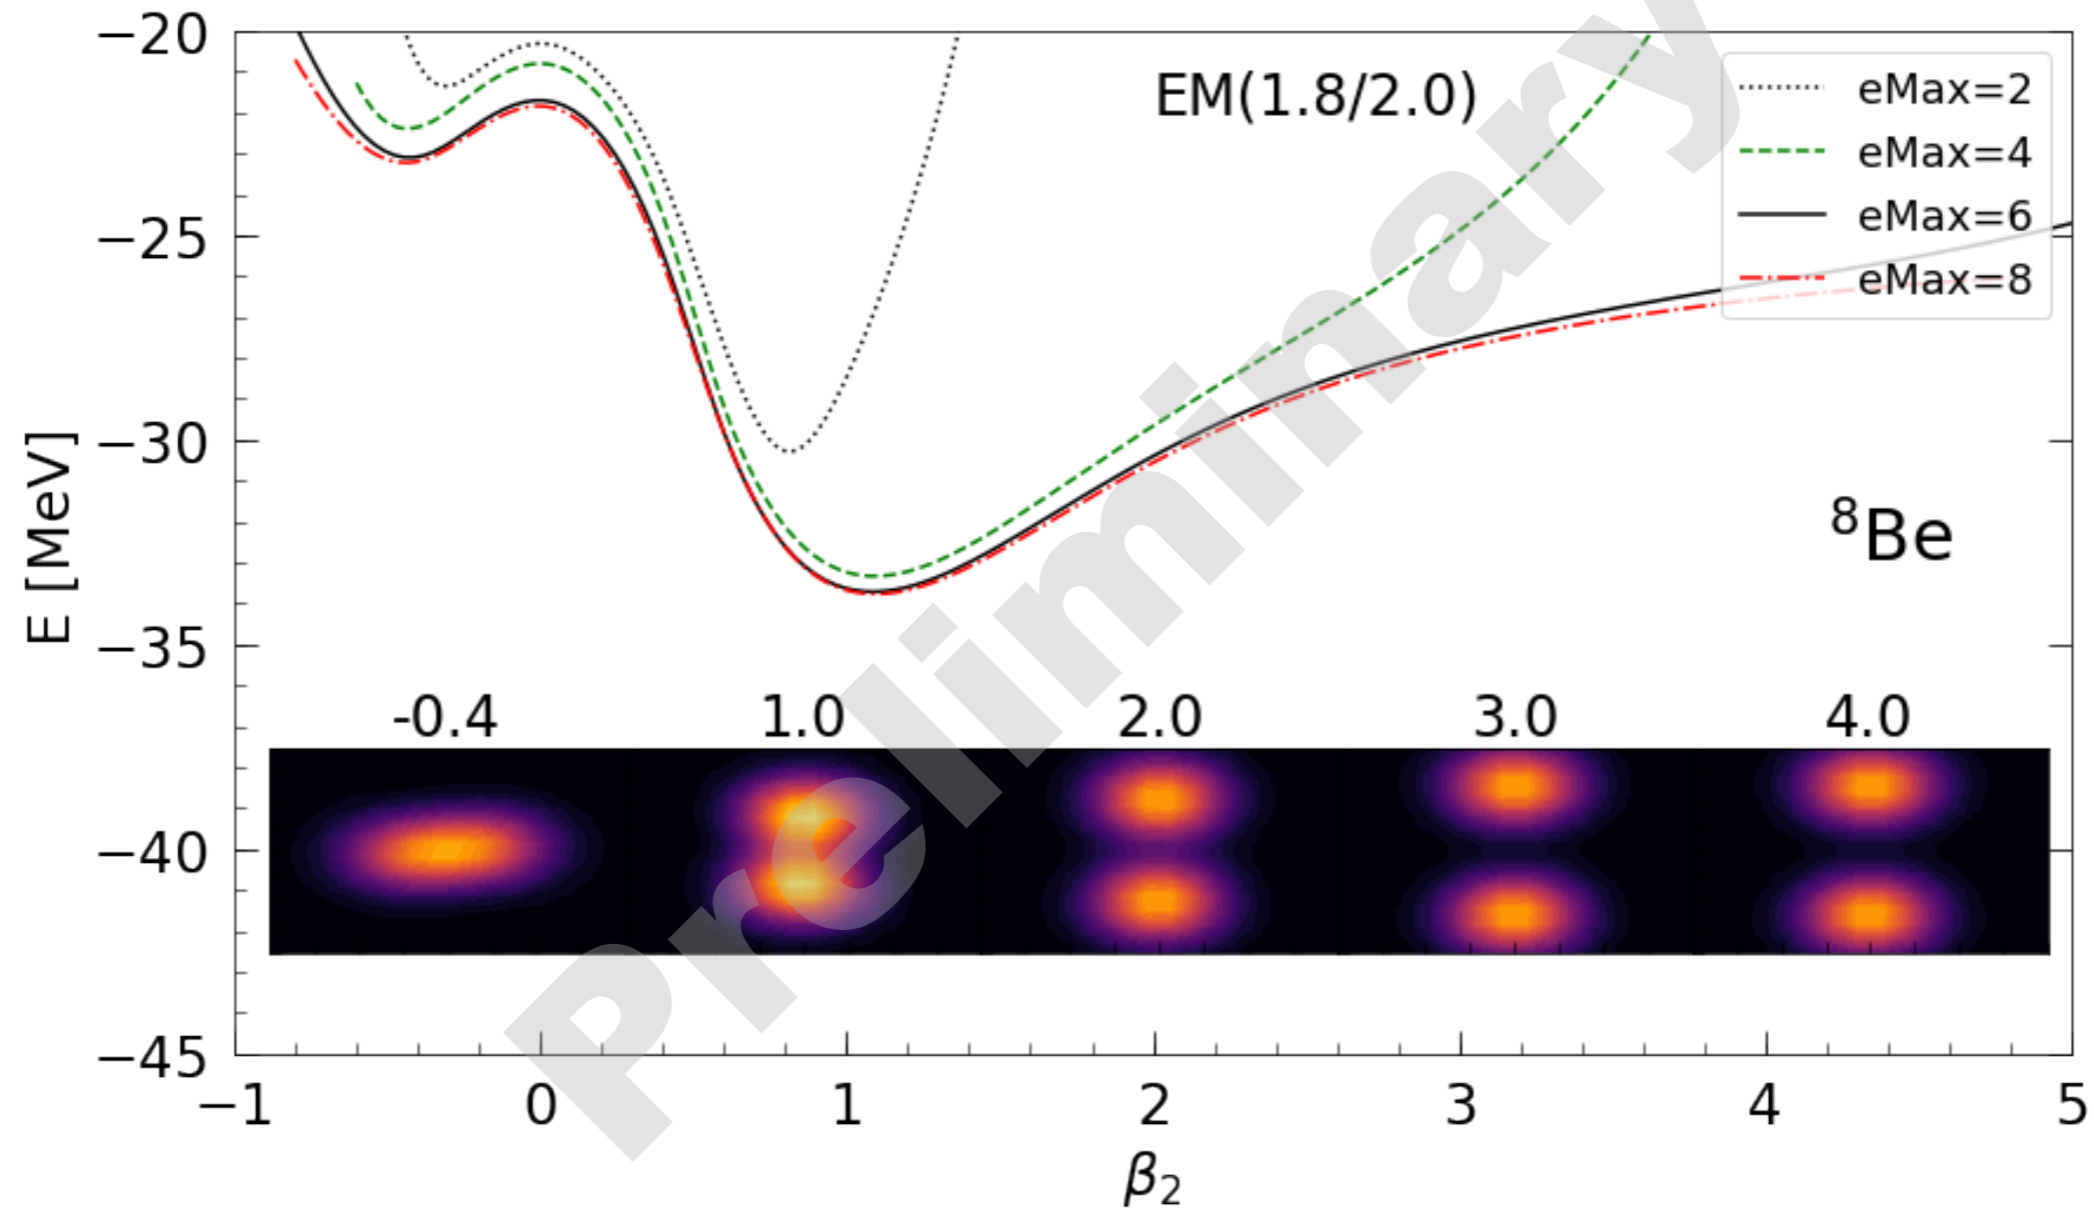 −20
−25
−30
−35
−40
−45
E [MeV]
EM(1.8/2.0)
eMax=2
eMax=4
eMax=6
eMax=8
⁸Be
-0.4 1.0 2.0 3.0 4.0
−1 0 1 2 3 4 5
β₂
Preliminary